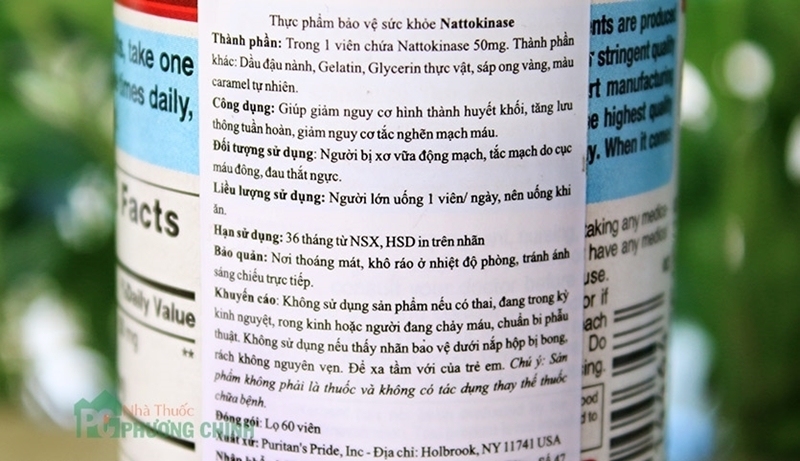 Thực phẩm bảo vệ sức khỏe Nattokinase
Thành phần: Trong 1 viên chứa Nattokinase 50mg. Thành phần
khác: Dầu đậu nành, Gelatin, Glycerin thực vật, sáp ong vàng, màu
caramel tự nhiên.
Công dụng: Giúp giảm nguy cơ hình thành huyết khối, tăng lưu
thông tuần hoàn, giảm nguy cơ tắc nghẽn mạch máu.
Đối tượng sử dụng: Người bị xơ vữa động mạch, tắc mạch do cục
máu đông, đau thắt ngực.
Liều lượng sử dụng: Người lớn uống 1 viên/ ngày, nên uống khi
ăn.
Hạn sử dụng: 36 tháng từ NSX, HSD in trên nhãn
Bảo quản: Nơi thoáng mát, khô ráo ở nhiệt độ phòng, tránh ánh
sáng chiếu trực tiếp.
Khuyến cáo: Không sử dụng sản phẩm nếu có thai, đang trong kỳ
kinh nguyệt, rong kinh hoặc người đang chảy máu, chuẩn bị phẫu
thuật. Không sử dụng nếu thấy nhãn bảo vệ dưới nắp hộp bị bong,
rách không nguyên vẹn. Để xa tầm với của trẻ em. Chú ý: Sản
phẩm không phải là thuốc và không có tác dụng thay thế thuốc
chữa bệnh.
Đóng gói: Lọ 60 viên
Xuất xứ: Puritan's Pride, Inc - Địa chỉ: Holbrook, NY 11741 USA
take one
times daily,
Facts
Daily Value
mg
**
are produced
stringent quality
manufacturing
highest quality
When it comes
taking any
have any
use.
or if
Do
Nhà Thuốc
PHƯƠNG CHÍNH